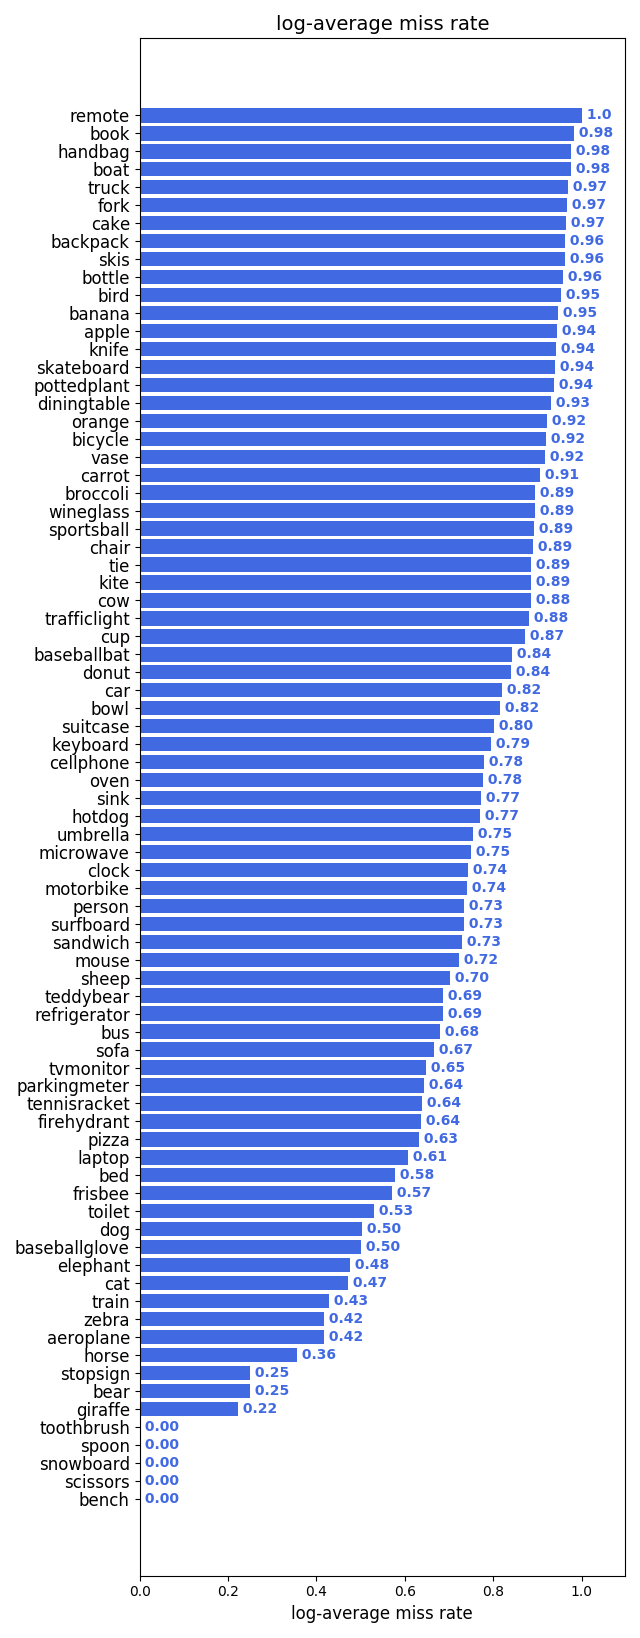 log-average miss rate
remote 1.0
book 0.98
handbag 0.98
boat 0.98
truck 0.97
fork 0.97
cake 0.97
backpack 0.96
skis 0.96
bottle 0.96
bird 0.95
banana 0.95
apple 0.94
knife 0.94
skateboard 0.94
pottedplant 0.94
diningtable 0.93
orange 0.92
bicycle 0.92
vase 0.92
carrot 0.91
broccoli 0.89
wineglass 0.89
sportsball 0.89
chair 0.89
tie 0.89
kite 0.89
cow 0.88
trafficlight 0.88
cup 0.87
baseballbat 0.84
donut 0.84
car 0.82
bowl 0.82
suitcase 0.80
keyboard 0.79
cellphone 0.78
oven 0.78
sink 0.77
hotdog 0.77
umbrella 0.75
microwave 0.75
clock 0.74
motorbike 0.74
person 0.73
surfboard 0.73
sandwich 0.73
mouse 0.72
sheep 0.70
teddybear 0.69
refrigerator 0.69
bus 0.68
sofa 0.67
tvmonitor 0.65
parkingmeter 0.64
tennisracket 0.64
firehydrant 0.64
pizza 0.63
laptop 0.61
bed 0.58
frisbee 0.57
toilet 0.53
dog 0.50
baseballglove 0.50
elephant 0.48
cat 0.47
train 0.43
zebra 0.42
aeroplane 0.42
horse 0.36
stopsign 0.25
bear 0.25
giraffe 0.22
toothbrush 0.00
spoon 0.00
snowboard 0.00
scissors 0.00
bench 0.00
0.0 0.2 0.4 0.6 0.8 1.0
log-average miss rate